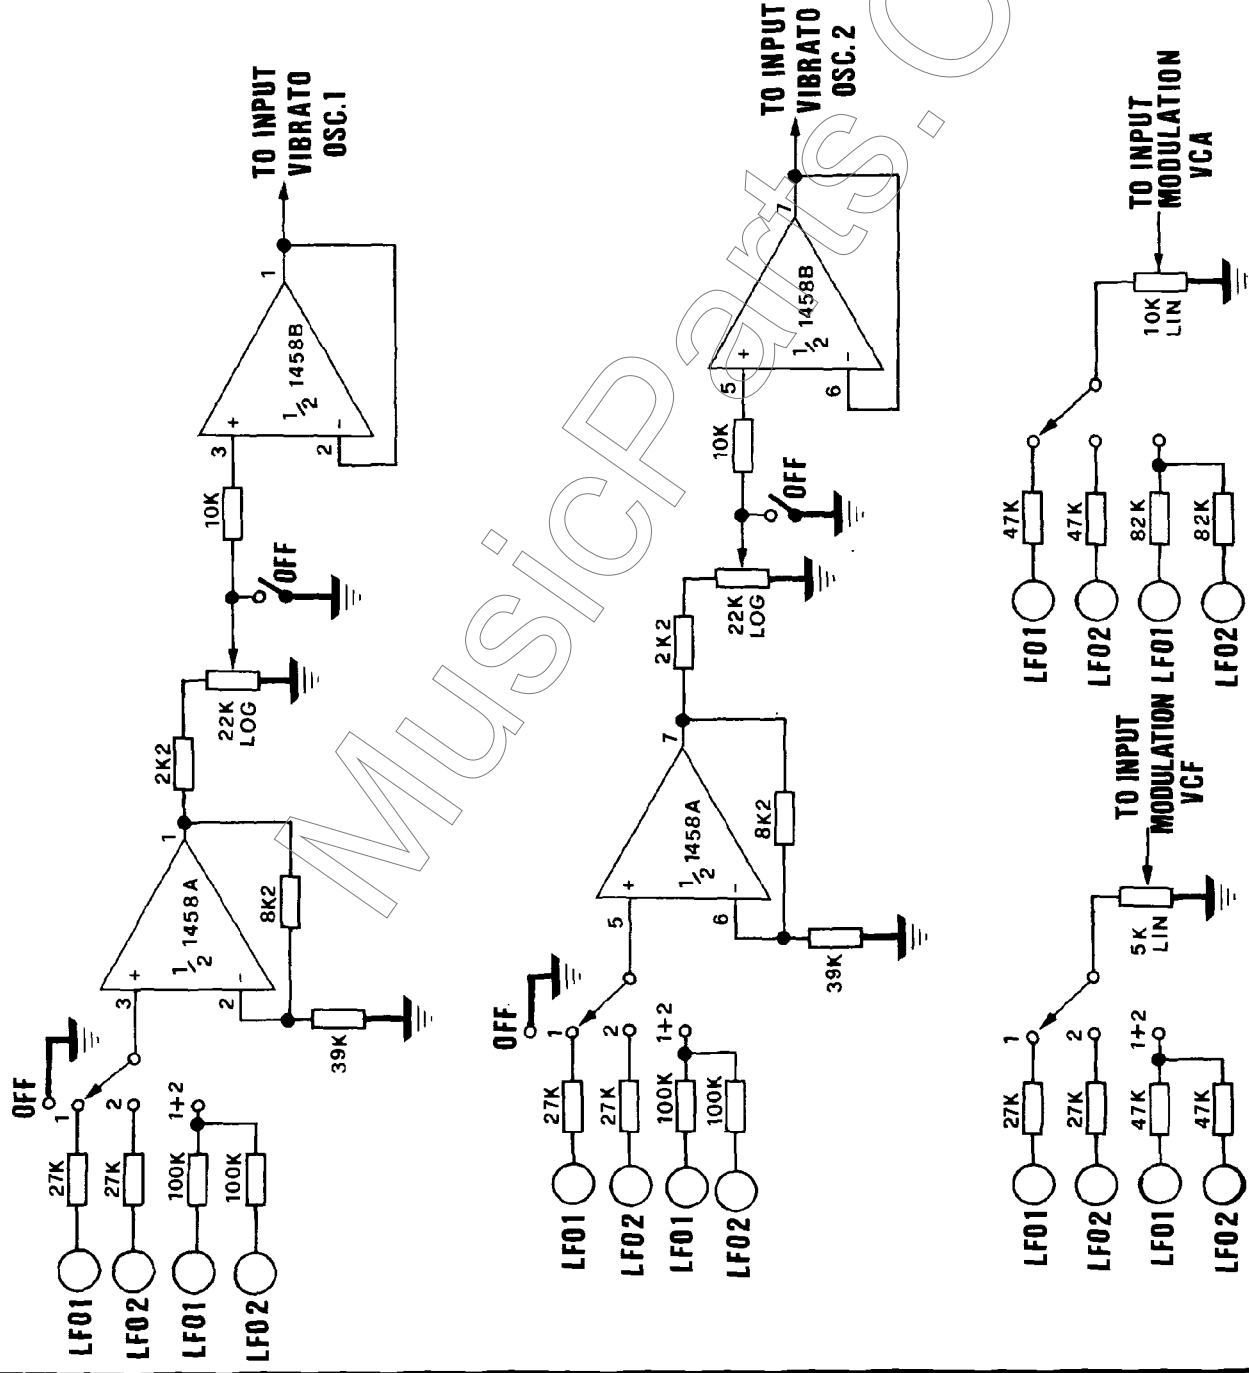 TO INPUT
VIBRATO
OSC.1
1
1458B
1/2
+
-
3
2
10K
OFF
22K
LOG
2K2
1
1458A
1/2
+
-
3
2
8K2
39K
OFF
1
2
1+2
27K
27K
100K
100K
LFO1
LFO2
LFO1
LFO2
TO INPUT
VIBRATO
OSC.2
7
1458B
1/2
+
-
5
6
10K
OFF
22K
LOG
2K2
7
1458A
1/2
+
-
5
6
8K2
39K
OFF
1
2
1+2
27K
27K
100K
100K
LFO1
LFO2
LFO1
LFO2
TO INPUT
MODULATION
VCA
10K
LIN
47K
47K
82K
82K
LFO1
LFO2
LFO1
LFO2
TO INPUT
MODULATION
VCF
5K
LIN
1
2
1+2
27K
27K
47K
47K
LFO1
LFO2
LFO1
LFO2
MusicParts.